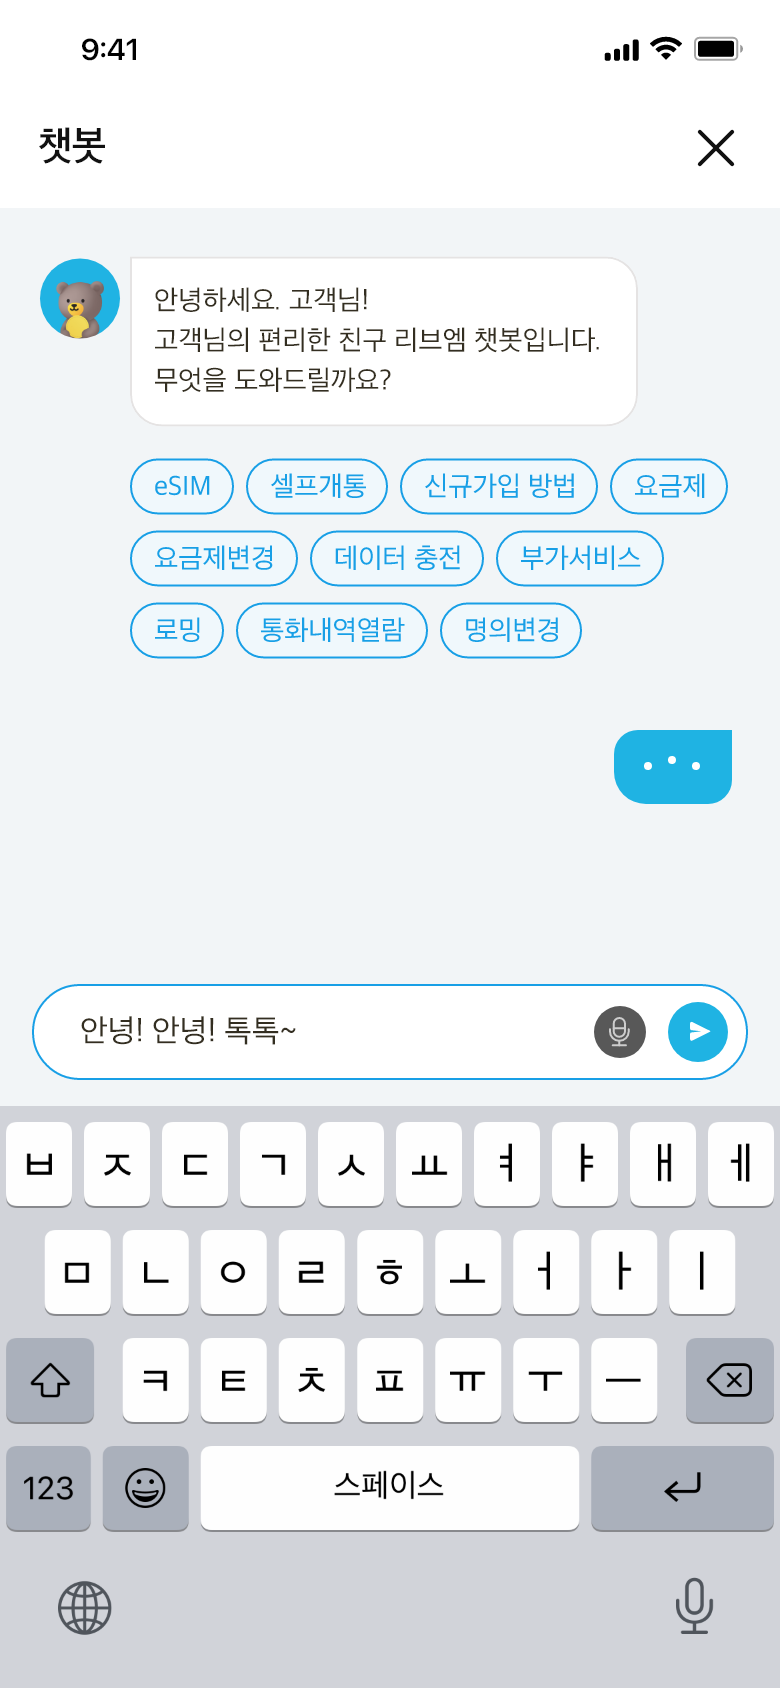 9:41
챗봇
안녕하세요. 고객님!
고객님의 편리한 친구 리브엠 챗봇입니다.
무엇을 도와드릴까요?
eSIM 셀프개통 신규가입 방법 요금제
요금제변경 데이터 충전 부가서비스
로밍 통화내역열람 명의변경
안녕! 안녕! 톡톡~
ㅂ ㅈ ㄷ ㄱ ㅅ ㅛ ㅕ ㅑ ㅐ ㅔ
ㅁ ㄴ ㅇ ㄹ ㅎ ㅗ ㅓ ㅏ ㅣ
ㅋ ㅌ ㅊ ㅍ ㅠ ㅜ ㅡ
123 스페이스